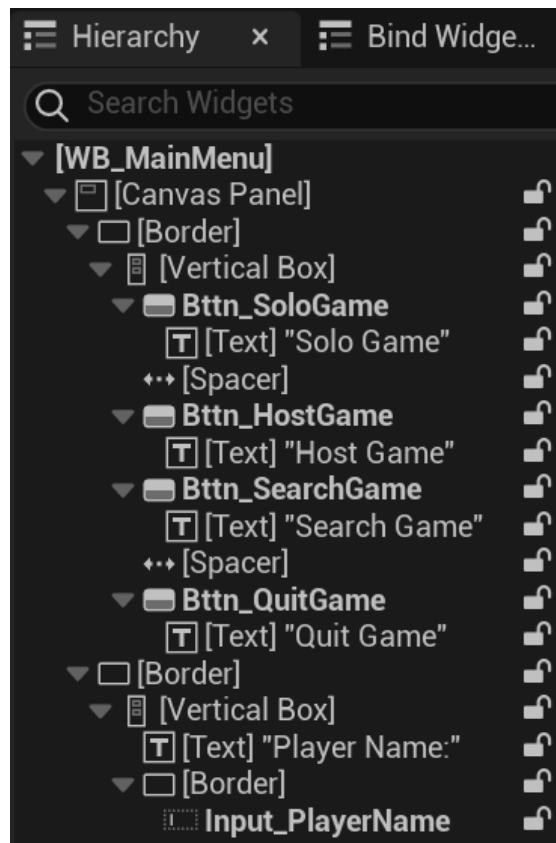 Hierarchy × Bind Widge...
Search Widgets
[WB_MainMenu]
[Canvas Panel]
[Border]
[Vertical Box]
Bttn_SoloGame
[Text] "Solo Game"
[Spacer]
Bttn_HostGame
[Text] "Host Game"
Bttn_SearchGame
[Text] "Search Game"
[Spacer]
Bttn_QuitGame
[Text] "Quit Game"
[Border]
[Vertical Box]
[Text] "Player Name:"
[Border]
Input_PlayerName